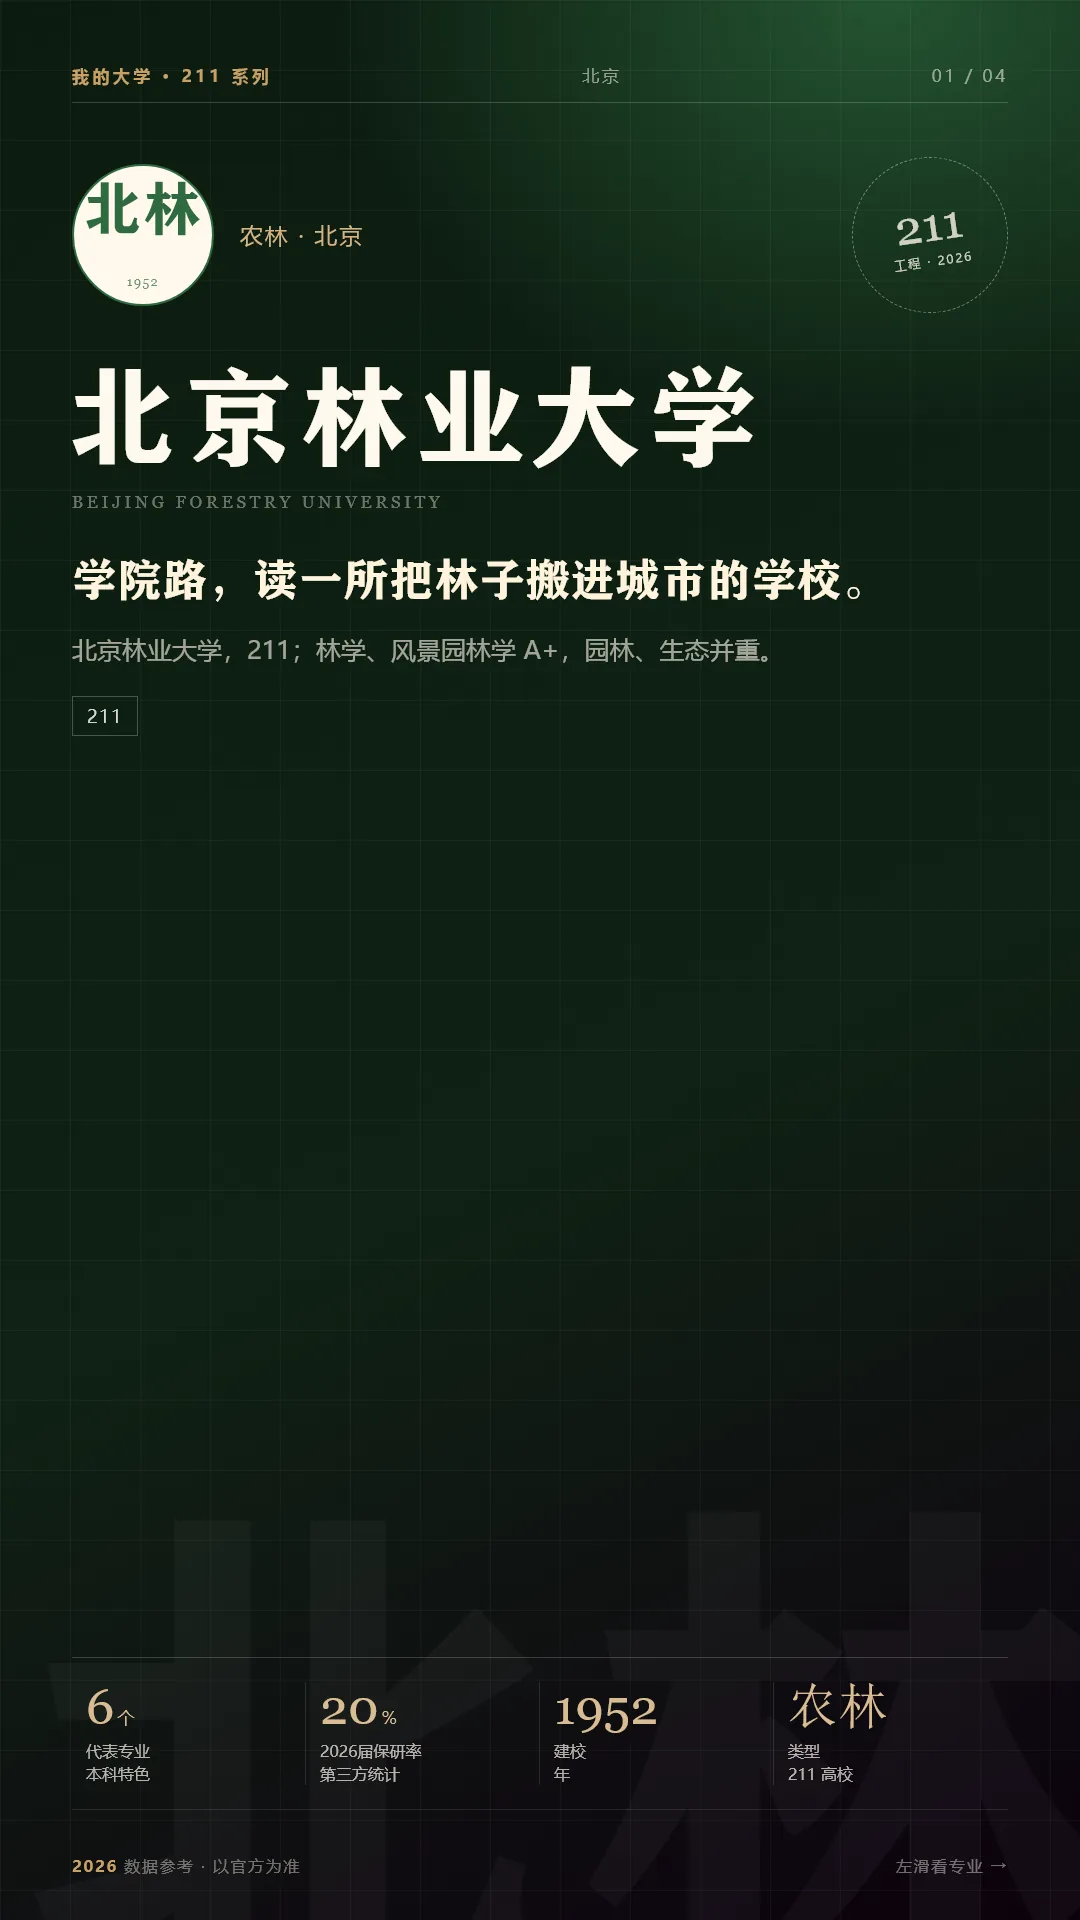 我的大学 · 211 系列
北京
01 / 04
北林
1952
农林 · 北京
211
工程 · 2026
北京林业大学
BEIJING FORESTRY UNIVERSITY
学院路，读一所把林子搬进城市的学校。
北京林业大学，211；林学、风景园林学 A+，园林、生态并重。
211
北林
6个
代表专业
本科特色
20%
2026届保研率
第三方统计
1952
建校
年
农林
类型
211 高校
2026 数据参考 · 以官方为准
左滑看专业 →